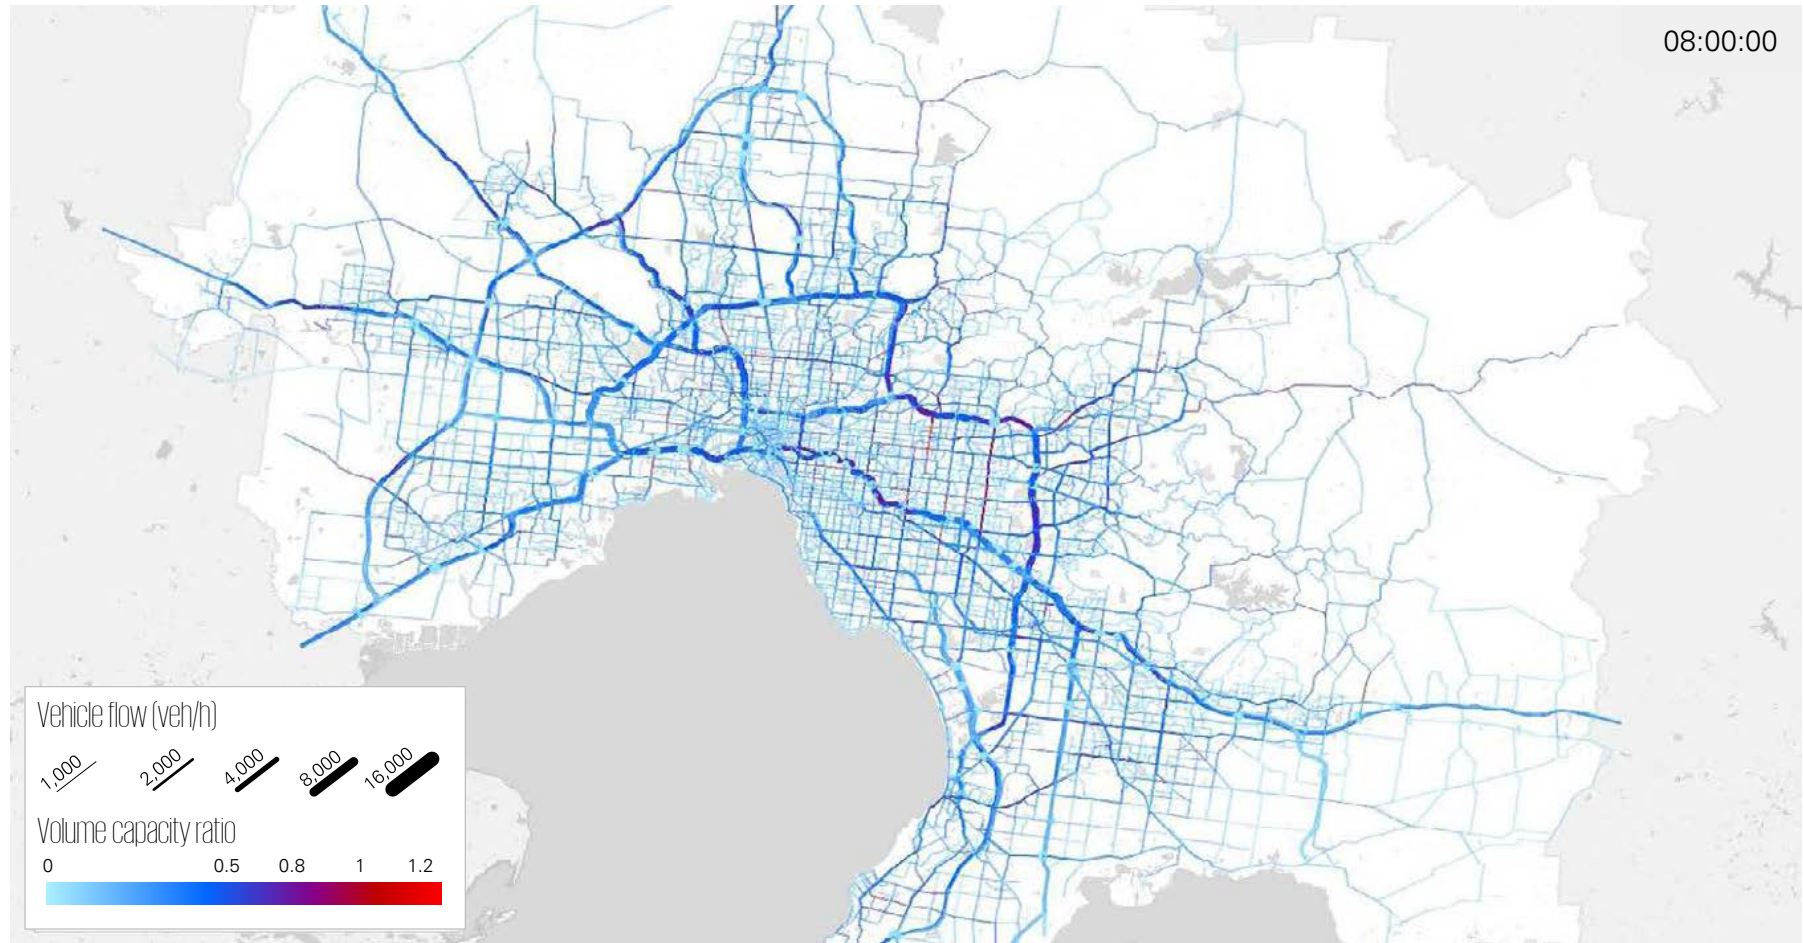 08:00:00
Vehicle flow (veh/h)
1,000 2,000 4,000 8,000 16,000
Volume capacity ratio
0 0.5 0.8 1 1.2